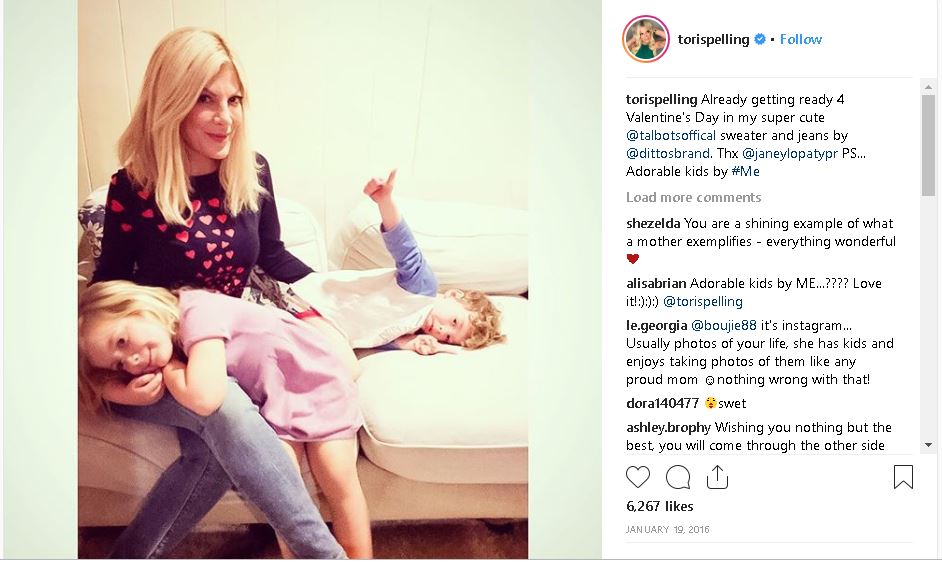 torispelling • Follow
torispelling Already getting ready 4
Valentine's Day in my super cute
@talbotsoffical sweater and jeans by
@dittosbrand. Thx @janeylopatypr PS...
Adorable kids by #Me
Load more comments
shezelda You are a shining example of what
a mother exemplifies - everything wonderful
❤
alisabrian Adorable kids by ME...???? Love
it!:):):) @torispelling
le.georgia @boujie88 it's instagram...
Usually photos of your life, she has kids and
enjoys taking photos of them like any
proud mom ☺nothing wrong with that!
dora140477 😲swet
ashley.brophy Wishing you nothing but the
best, you will come through the other side
6,267 likes
JANUARY 19, 2016